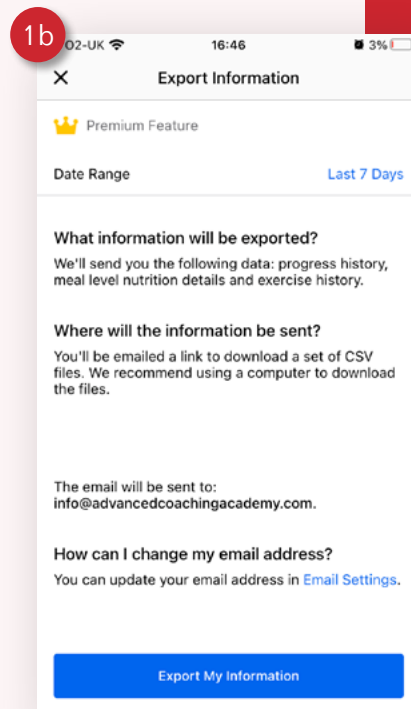 1b
O2-UK 16:46 3%
Export Information
Premium Feature
Date Range Last 7 Days
What information will be exported?
We'll send you the following data: progress history,
meal level nutrition details and exercise history.
Where will the information be sent?
You'll be emailed a link to download a set of CSV
files. We recommend using a computer to download
the files.
The email will be sent to:
info@advancedcoachingacademy.com.
How can I change my email address?
You can update your email address in Email Settings.
Export My Information